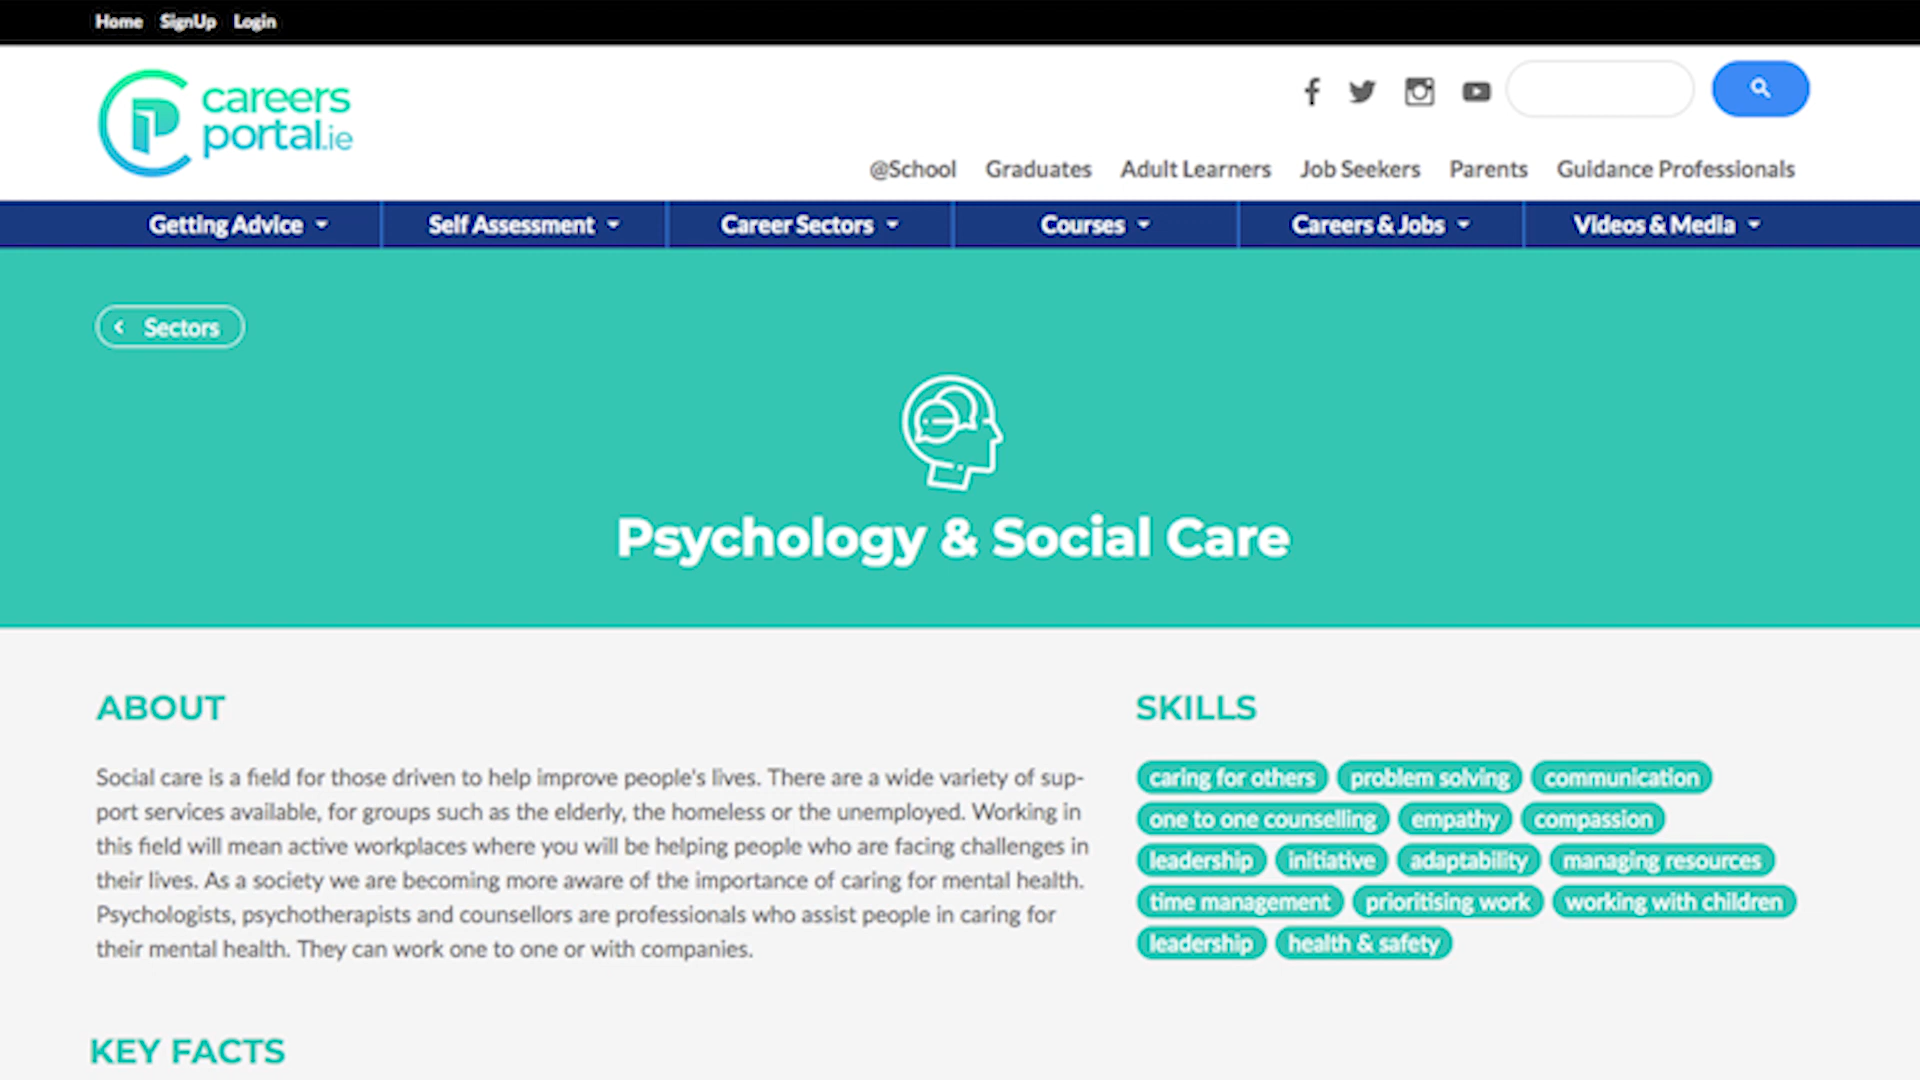 Home SignUp Login
careers
portal.ie
@School Graduates Adult Learners Job Seekers Parents Guidance Professionals
Getting Advice Self Assessment Career Sectors Courses Careers & Jobs Videos & Media
Sectors
Psychology & Social Care
ABOUT
Social care is a field for those driven to help improve people's lives. There are a wide variety of sup-
port services available, for groups such as the elderly, the homeless or the unemployed. Working in
this field will mean active workplaces where you will be helping people who are facing challenges in
their lives. As a society we are becoming more aware of the importance of caring for mental health.
Psychologists, psychotherapists and counsellors are professionals who assist people in caring for
their mental health. They can work one to one or with companies.
SKILLS
caring for others problem solving communication
one to one counselling empathy compassion
leadership initiative adaptability managing resources
time management prioritising work working with children
leadership health & safety
KEY FACTS